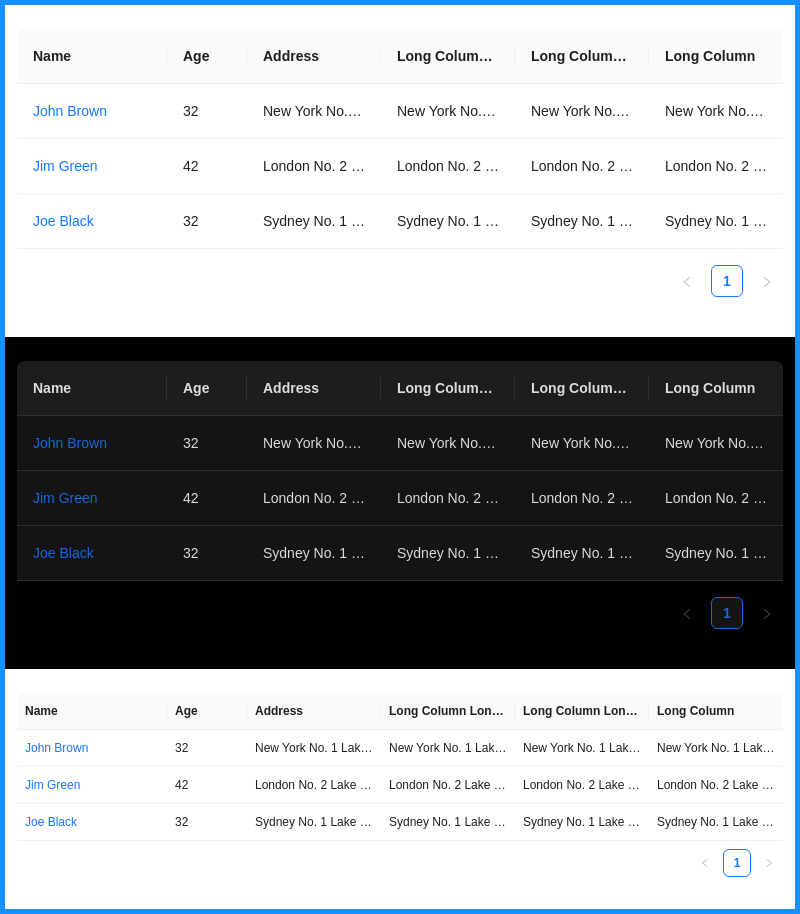 Name Age Address Long Colum… Long Colum… Long Column
John Brown 32 New York No.… New York No.… New York No.… New York No.…
Jim Green 42 London No. 2 … London No. 2 … London No. 2 … London No. 2 …
Joe Black 32 Sydney No. 1 … Sydney No. 1 … Sydney No. 1 … Sydney No. 1 …
1
Name Age Address Long Colum… Long Colum… Long Column
John Brown 32 New York No.… New York No.… New York No.… New York No.…
Jim Green 42 London No. 2 … London No. 2 … London No. 2 … London No. 2 …
Joe Black 32 Sydney No. 1 … Sydney No. 1 … Sydney No. 1 … Sydney No. 1 …
1
Name Age Address Long Column Lon… Long Column Lon… Long Column
John Brown 32 New York No. 1 Lak… New York No. 1 Lak… New York No. 1 Lak… New York No. 1 Lak…
Jim Green 42 London No. 2 Lake … London No. 2 Lake … London No. 2 Lake … London No. 2 Lake …
Joe Black 32 Sydney No. 1 Lake … Sydney No. 1 Lake … Sydney No. 1 Lake … Sydney No. 1 Lake …
1